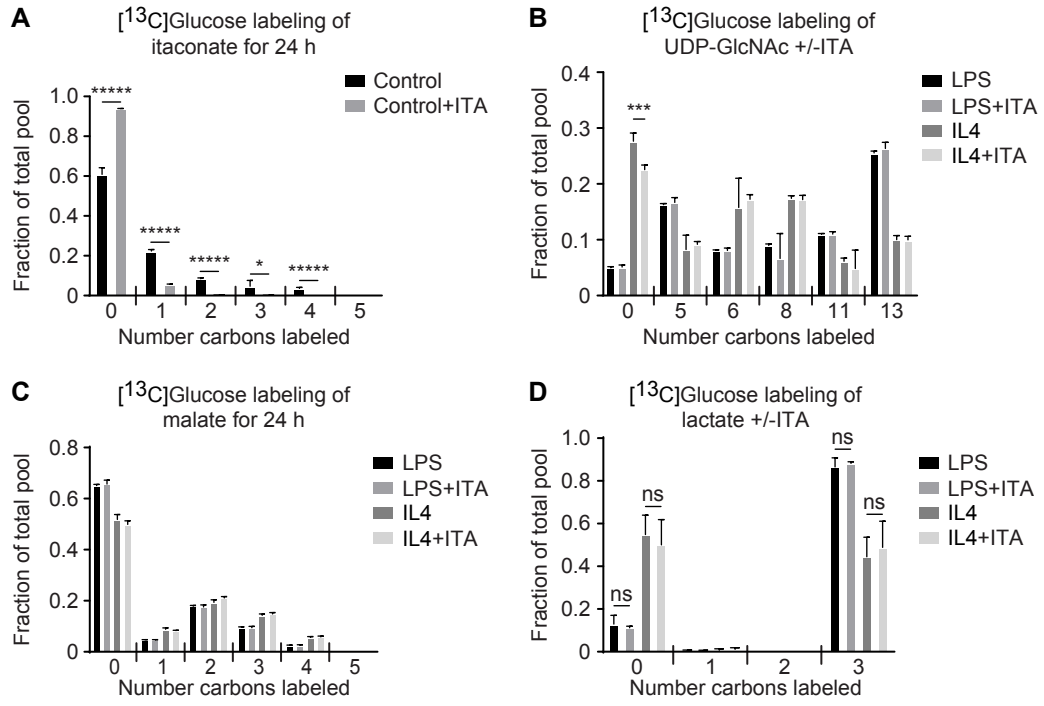 A
[13C]Glucose labeling of
itaconate for 24 h
Control
Control+ITA
Fraction of total pool
1.0
0.8
0.6
0.4
0.2
0
*****
*****
*****
*
*****
0 1 2 3 4 5
Number carbons labeled
B
[13C]Glucose labeling of
UDP-GlcNAc +/-ITA
LPS
LPS+ITA
IL4
IL4+ITA
Fraction of total pool
0.4
0.3
0.2
0.1
0
***
0 5 6 8 11 13
Number carbons labeled
C
[13C]Glucose labeling of
malate for 24 h
LPS
LPS+ITA
IL4
IL4+ITA
Fraction of total pool
0.8
0.6
0.4
0.2
0
0 1 2 3 4 5
Number carbons labeled
D
[13C]Glucose labeling of
lactate +/-ITA
LPS
LPS+ITA
IL4
IL4+ITA
Fraction of total pool
1.0
0.8
0.6
0.4
0.2
0
ns
ns
ns
ns
0 1 2 3
Number carbons labeled